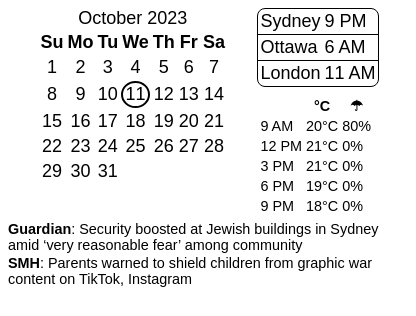 October 2023
Su Mo Tu We Th Fr Sa
1 2 3 4 5 6 7
8 9 10 11 12 13 14
15 16 17 18 19 20 21
22 23 24 25 26 27 28
29 30 31
Sydney 9 PM
Ottawa 6 AM
London 11 AM
°C ☂
9 AM 20°C 80%
12 PM 21°C 0%
3 PM 21°C 0%
6 PM 19°C 0%
9 PM 18°C 0%
Guardian: Security boosted at Jewish buildings in Sydney
amid ‘very reasonable fear’ among community
SMH: Parents warned to shield children from graphic war
content on TikTok, Instagram